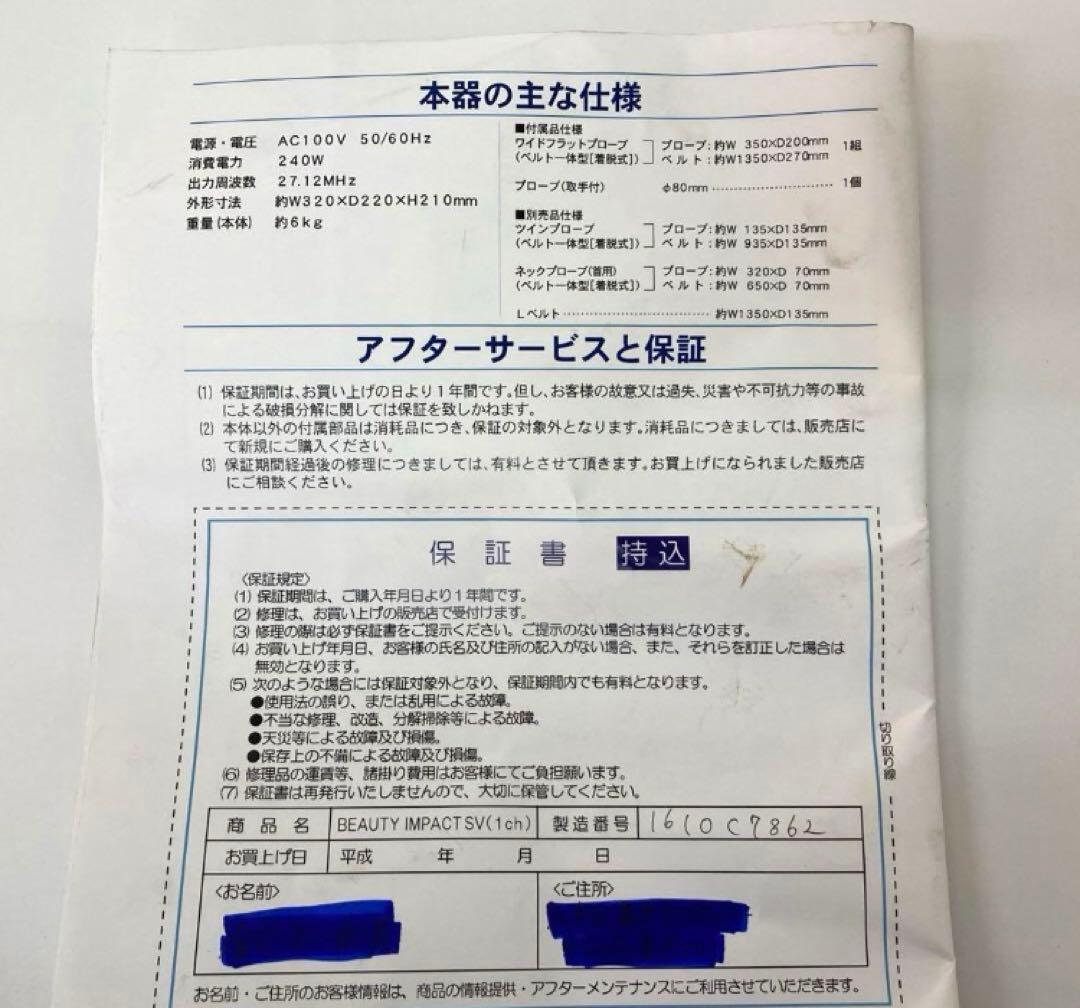 本器の主な仕様
電源・電圧 AC100V 50/60Hz
消費電力 240W
出力周波数 27.12MHz
外形寸法 約W320×D220×H210mm
重量(本体) 約6kg
■付属品仕様
ワイドフラットプローブ プローブ:約W 350×D200mm 1組
(ベルト一体型[着脱式]) ベルト:約W1350×D270mm
プローブ(取手付) φ80mm 1個
■別売品仕様
ツインプローブ プローブ:約W 135×D135mm
(ベルト一体型[着脱式]) ベルト:約W 935×D135mm
ネックプローブ(首用) プローブ:約W 320×D 70mm
(ベルト一体型[着脱式]) ベルト:約W 650×D 70mm
Lベルト 約W1350×D135mm
アフターサービスと保証
(1) 保証期間は、お買い上げの日より1年間です。但し、お客様の故意又は過失、災害や不可抗力等の事故
による破損分解に関しては保証を致しかねます。
(2) 本体以外の付属部品は消耗品につき、保証の対象外となります。消耗品につきましては、販売店に
て新規にご購入ください。
(3) 保証期間経過後の修理につきましては、有料とさせて頂きます。お買上げになられました販売店
にご相談ください。
保証書 持込
〈保証規定〉
(1) 保証期間は、ご購入年月日より1年間です。
(2) 修理は、お買い上げの販売店で受付けます。
(3) 修理の際は必ず保証書をご提示ください。ご提示のない場合は有料となります。
(4) お買い上げ年月日、お客様の氏名及び住所の記入がない場合、また、それらを訂正した場合は
無効となります。
(5) 次のような場合には保証対象外となり、保証期間内でも有料となります。
●使用法の誤り、または乱用による故障。
●不当な修理、改造、分解掃除等による故障。
●天災等による故障及び損傷。
●保存上の不備による故障及び損傷。
(6) 修理品の運賃等、諸掛り費用はお客様にてご負担願います。
(7) 保証書は再発行いたしませんので、大切に保管してください。
切り取り線
商品名 BEAUTY IMPACT SV(1ch) 製造番号 1610C7862
お買上げ日 平成 年 月 日
〈お名前〉 〈ご住所〉
お名前・ご住所のお客様情報は、商品の情報提供・アフターメンテナンスにご利用させていただきます。